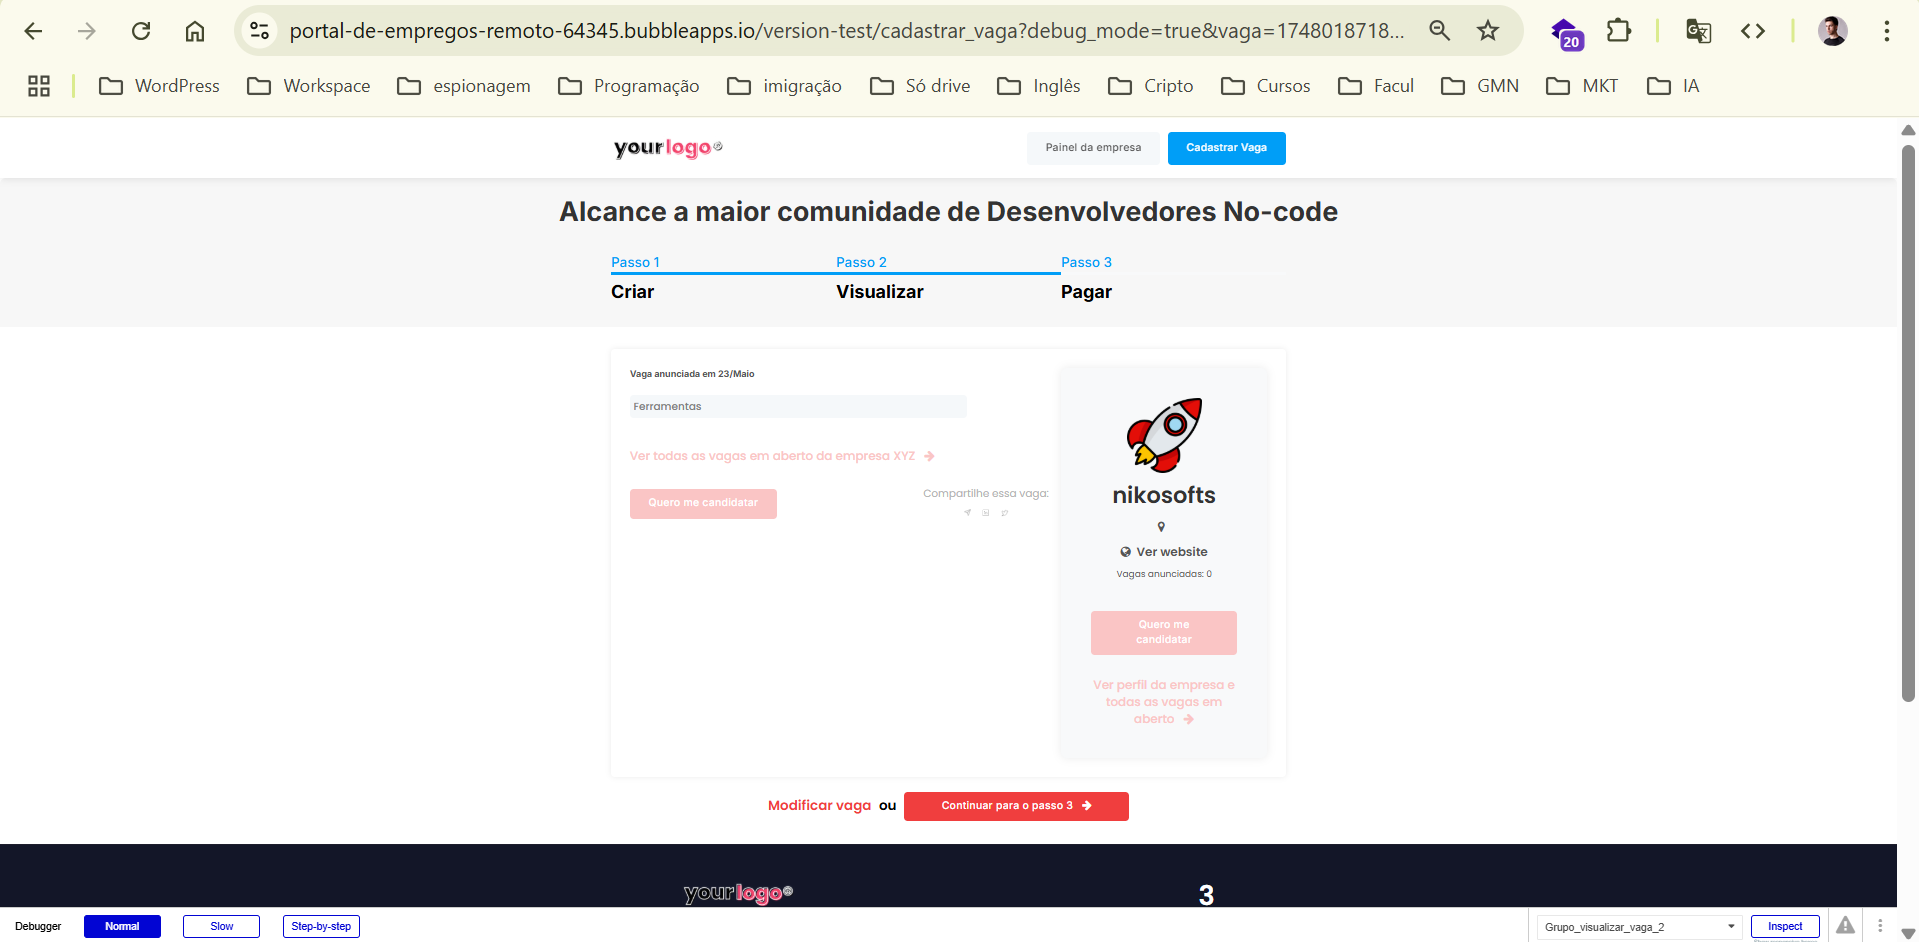 portal-de-empregos-remoto-64345.bubbleapps.io/version-test/cadastrar_vaga?debug_mode=true&vaga=1748018718...
20
WordPress
Workspace
espionagem
Programação
imigração
Só drive
Inglês
Cripto
Cursos
Facul
GMN
MKT
IA
yourlogo
Painel da empresa
Cadastrar Vaga
Alcance a maior comunidade de Desenvolvedores No-code
Passo 1
Passo 2
Passo 3
Criar
Visualizar
Pagar
Vaga anunciada em 23/Maio
Ferramentas
Ver todas as vagas em aberto da empresa XYZ
Quero me candidatar
Compartilhe essa vaga:
nikosofts
Ver website
Vagas anunciadas: 0
Quero me
candidatar
Ver perfil da empresa e
todas as vagas em
aberto
Modificar vaga ou
Continuar para o passo 3
yourlogo
3
Debugger
Normal
Slow
Step-by-step
Grupo_visualizar_vaga_2
Inspect